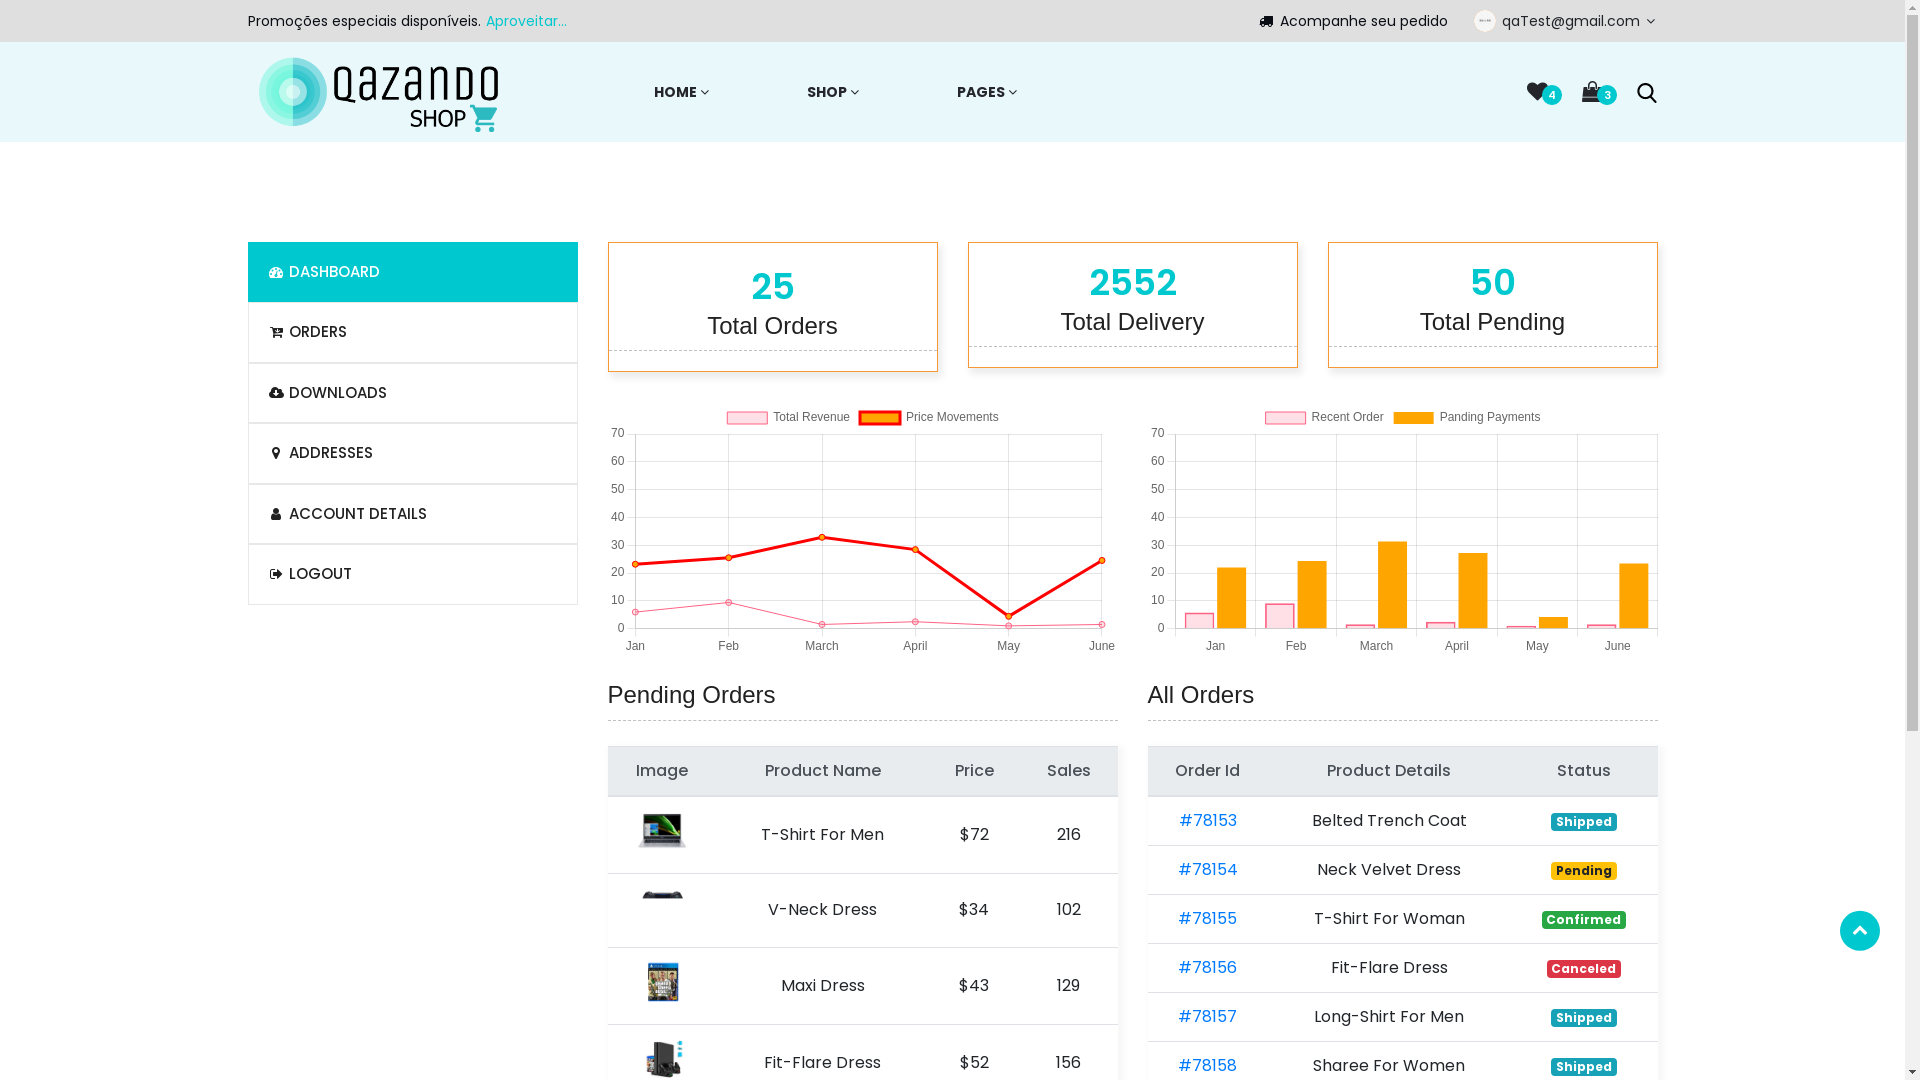 Promoções especiais disponíveis. Aproveitar...
Acompanhe seu pedido
qaTest@gmail.com
Qazando
SHOP
HOME
SHOP
PAGES
4
3
DASHBOARD
ORDERS
DOWNLOADS
ADDRESSES
ACCOUNT DETAILS
LOGOUT
25
Total Orders
2552
Total Delivery
50
Total Pending
Total Revenue
Price Movements
70
60
50
40
30
20
10
0
Jan Feb March April May June
Recent Order
Panding Payments
70
60
50
40
30
20
10
0
Jan Feb March April May June
Pending Orders
Image Product Name Price Sales
T-Shirt For Men $72 216
V-Neck Dress $34 102
Maxi Dress $43 129
Fit-Flare Dress $52 156
All Orders
Order Id Product Details Status
#78153 Belted Trench Coat Shipped
#78154 Neck Velvet Dress Pending
#78155 T-Shirt For Woman Confirmed
#78156 Fit-Flare Dress Canceled
#78157 Long-Shirt For Men Shipped
#78158 Sharee For Women Shipped